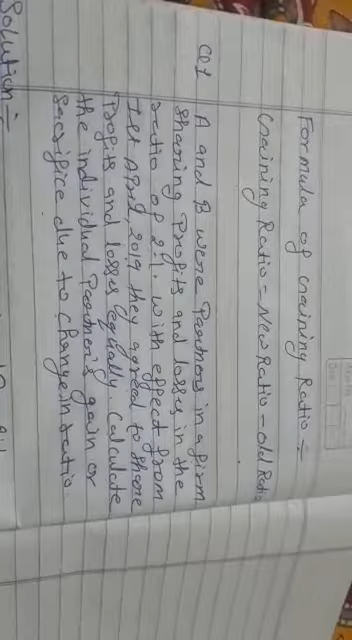 Formula of Gaining Ratio :-
Gaining Ratio = New Ratio - Old Ratio
Q1 A and B were Partners in a firm
sharing Profits and losses in the
ratio of 2:1. With effect from
1st April, 2019 they agreed to share
Profits and losses equally calculate
the individual Partner's gain or
sacrifice due to change in ratio.
Solution :-